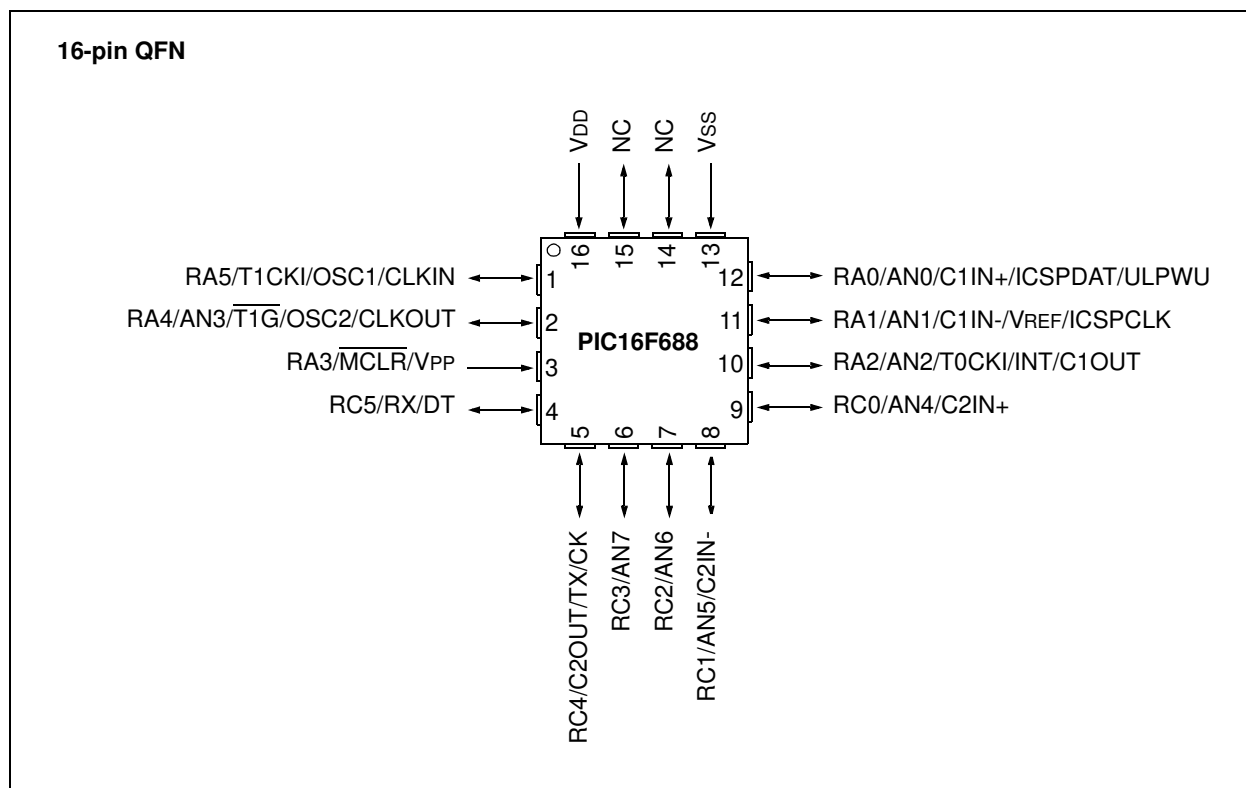 16-pin QFN
VDD
NC
NC
VSS
16
15
14
13
RA5/T1CKI/OSC1/CLKIN
1
12
RA0/AN0/C1IN+/ICSPDAT/ULPWU
RA4/AN3/T1G/OSC2/CLKOUT
2
11
RA1/AN1/C1IN-/VREF/ICSPCLK
PIC16F688
RA3/MCLR/VPP
3
10
RA2/AN2/T0CKI/INT/C1OUT
RC5/RX/DT
4
9
RC0/AN4/C2IN+
5
6
7
8
RC4/C2OUT/TX/CK
RC3/AN7
RC2/AN6
RC1/AN5/C2IN-